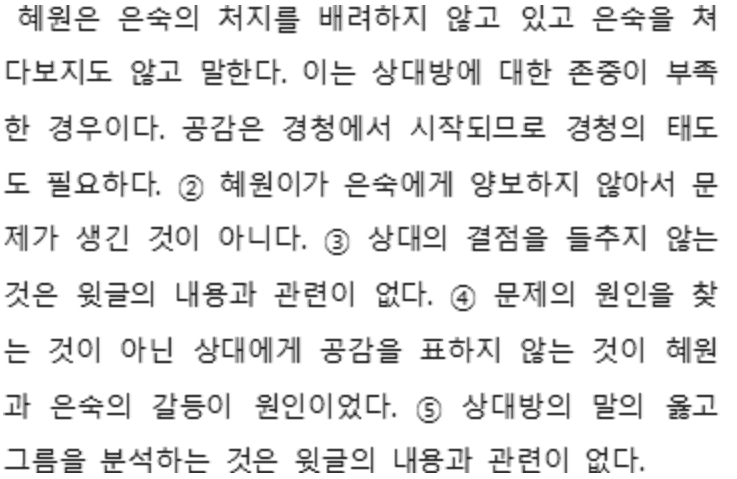 혜원은 은숙의 처지를 배려하지 않고 있고 은숙을 쳐
다보지도 않고 말한다. 이는 상대방에 대한 존중이 부족
한 경우이다. 공감은 경청에서 시작되므로 경청의 태도
도 필요하다. ② 혜원이가 은숙에게 양보하지 않아서 문
제가 생긴 것이 아니다. ③ 상대의 결점을 들추지 않는
것은 윗글의 내용과 관련이 없다. ④ 문제의 원인을 찾
는 것이 아닌 상대에게 공감을 표하지 않는 것이 혜원
과 은숙의 갈등이 원인이었다. ⑤ 상대방의 말의 옳고
그름을 분석하는 것은 윗글의 내용과 관련이 없다.